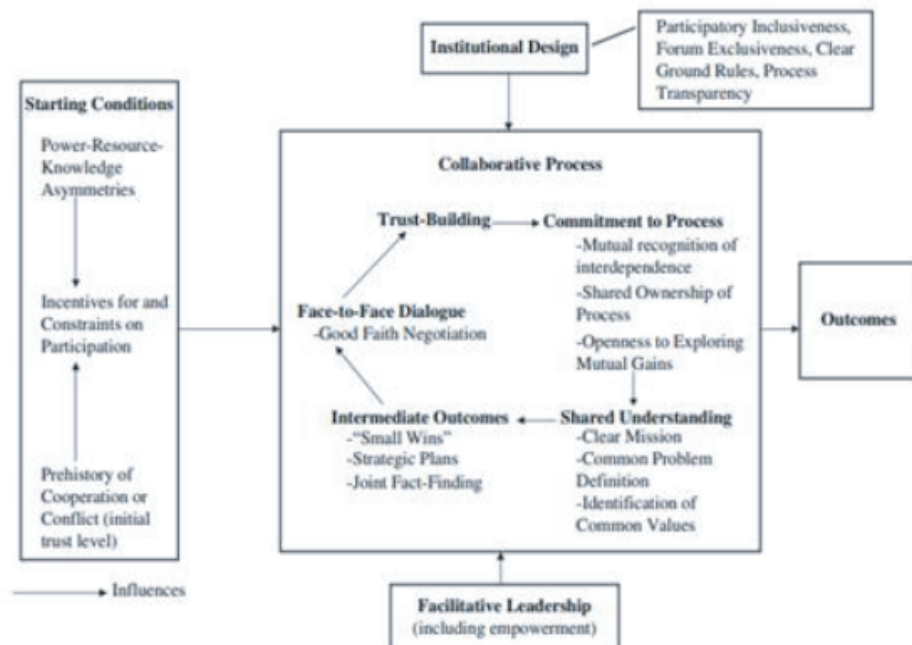 Institutional Design
Participatory Inclusiveness,
Forum Exclusiveness, Clear
Ground Rules, Process
Transparency
Starting Conditions
Power-Resource-
Knowledge
Asymmetries
Incentives for and
Constraints on
Participation
Prehistory of
Cooperation or
Conflict (initial
trust level)
Collaborative Process
Trust-Building
Commitment to Process
-Mutual recognition of
interdependence
-Shared Ownership of
Process
-Openness to Exploring
Mutual Gains
Face-to-Face Dialogue
-Good Faith Negotiation
Intermediate Outcomes
-"Small Wins"
-Strategic Plans
-Joint Fact-Finding
Shared Understanding
-Clear Mission
-Common Problem
Definition
-Identification of
Common Values
Outcomes
Influences
Facilitative Leadership
(including empowerment)